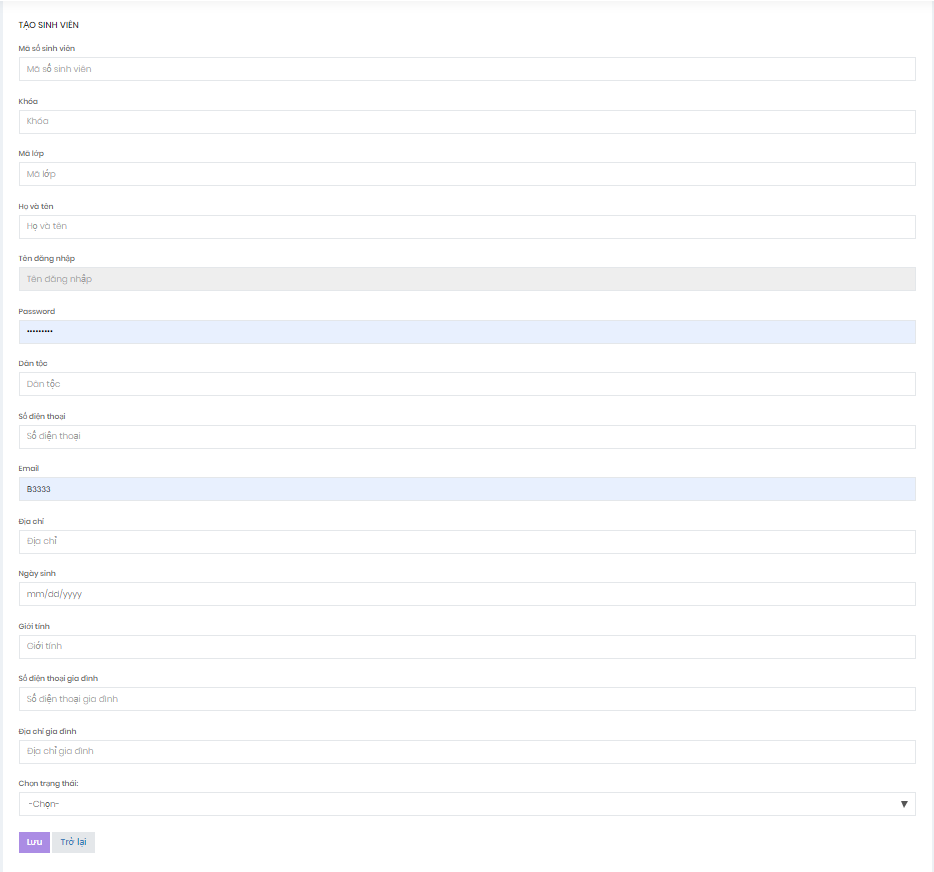 TẠO SINH VIÊN
Mã số sinh viên
Mã số sinh viên
Khóa
Khóa
Mã lớp
Mã lớp
Họ và tên
Họ và tên
Tên đăng nhập
Tên đăng nhập
Password
•••••••••
Dân tộc
Dân tộc
Số điện thoại
Số điện thoại
Email
B3333
Địa chỉ
Địa chỉ
Ngày sinh
mm/dd/yyyy
Giới tính
Giới tính
Số điện thoại gia đình
Số điện thoại gia đình
Địa chỉ gia đình
Địa chỉ gia đình
Chọn trạng thái:
-Chọn-
Lưu Trở lại